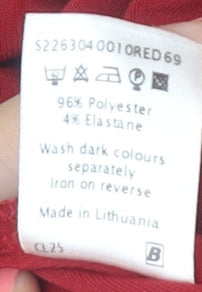 S2263040010RED69
96% Polyester
4% Elastane
Wash dark colours
separately
Iron on reverse
Made in Lithuania
CL25
B